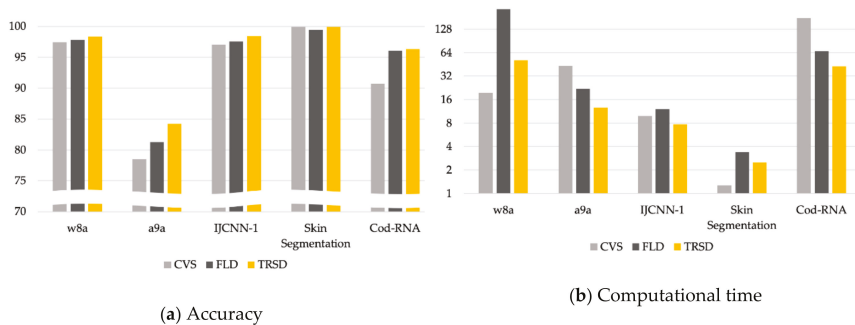 100
95
90
85
80
75
70
w8a
a9a
IJCNN-1
Skin
Segmentation
Cod-RNA
CVS
FLD
TRSD
(a) Accuracy
128
64
32
16
8
4
2
1
w8a
a9a
IJCNN-1
Skin
Segmentation
Cod-RNA
CVS
FLD
TRSD
(b) Computational time